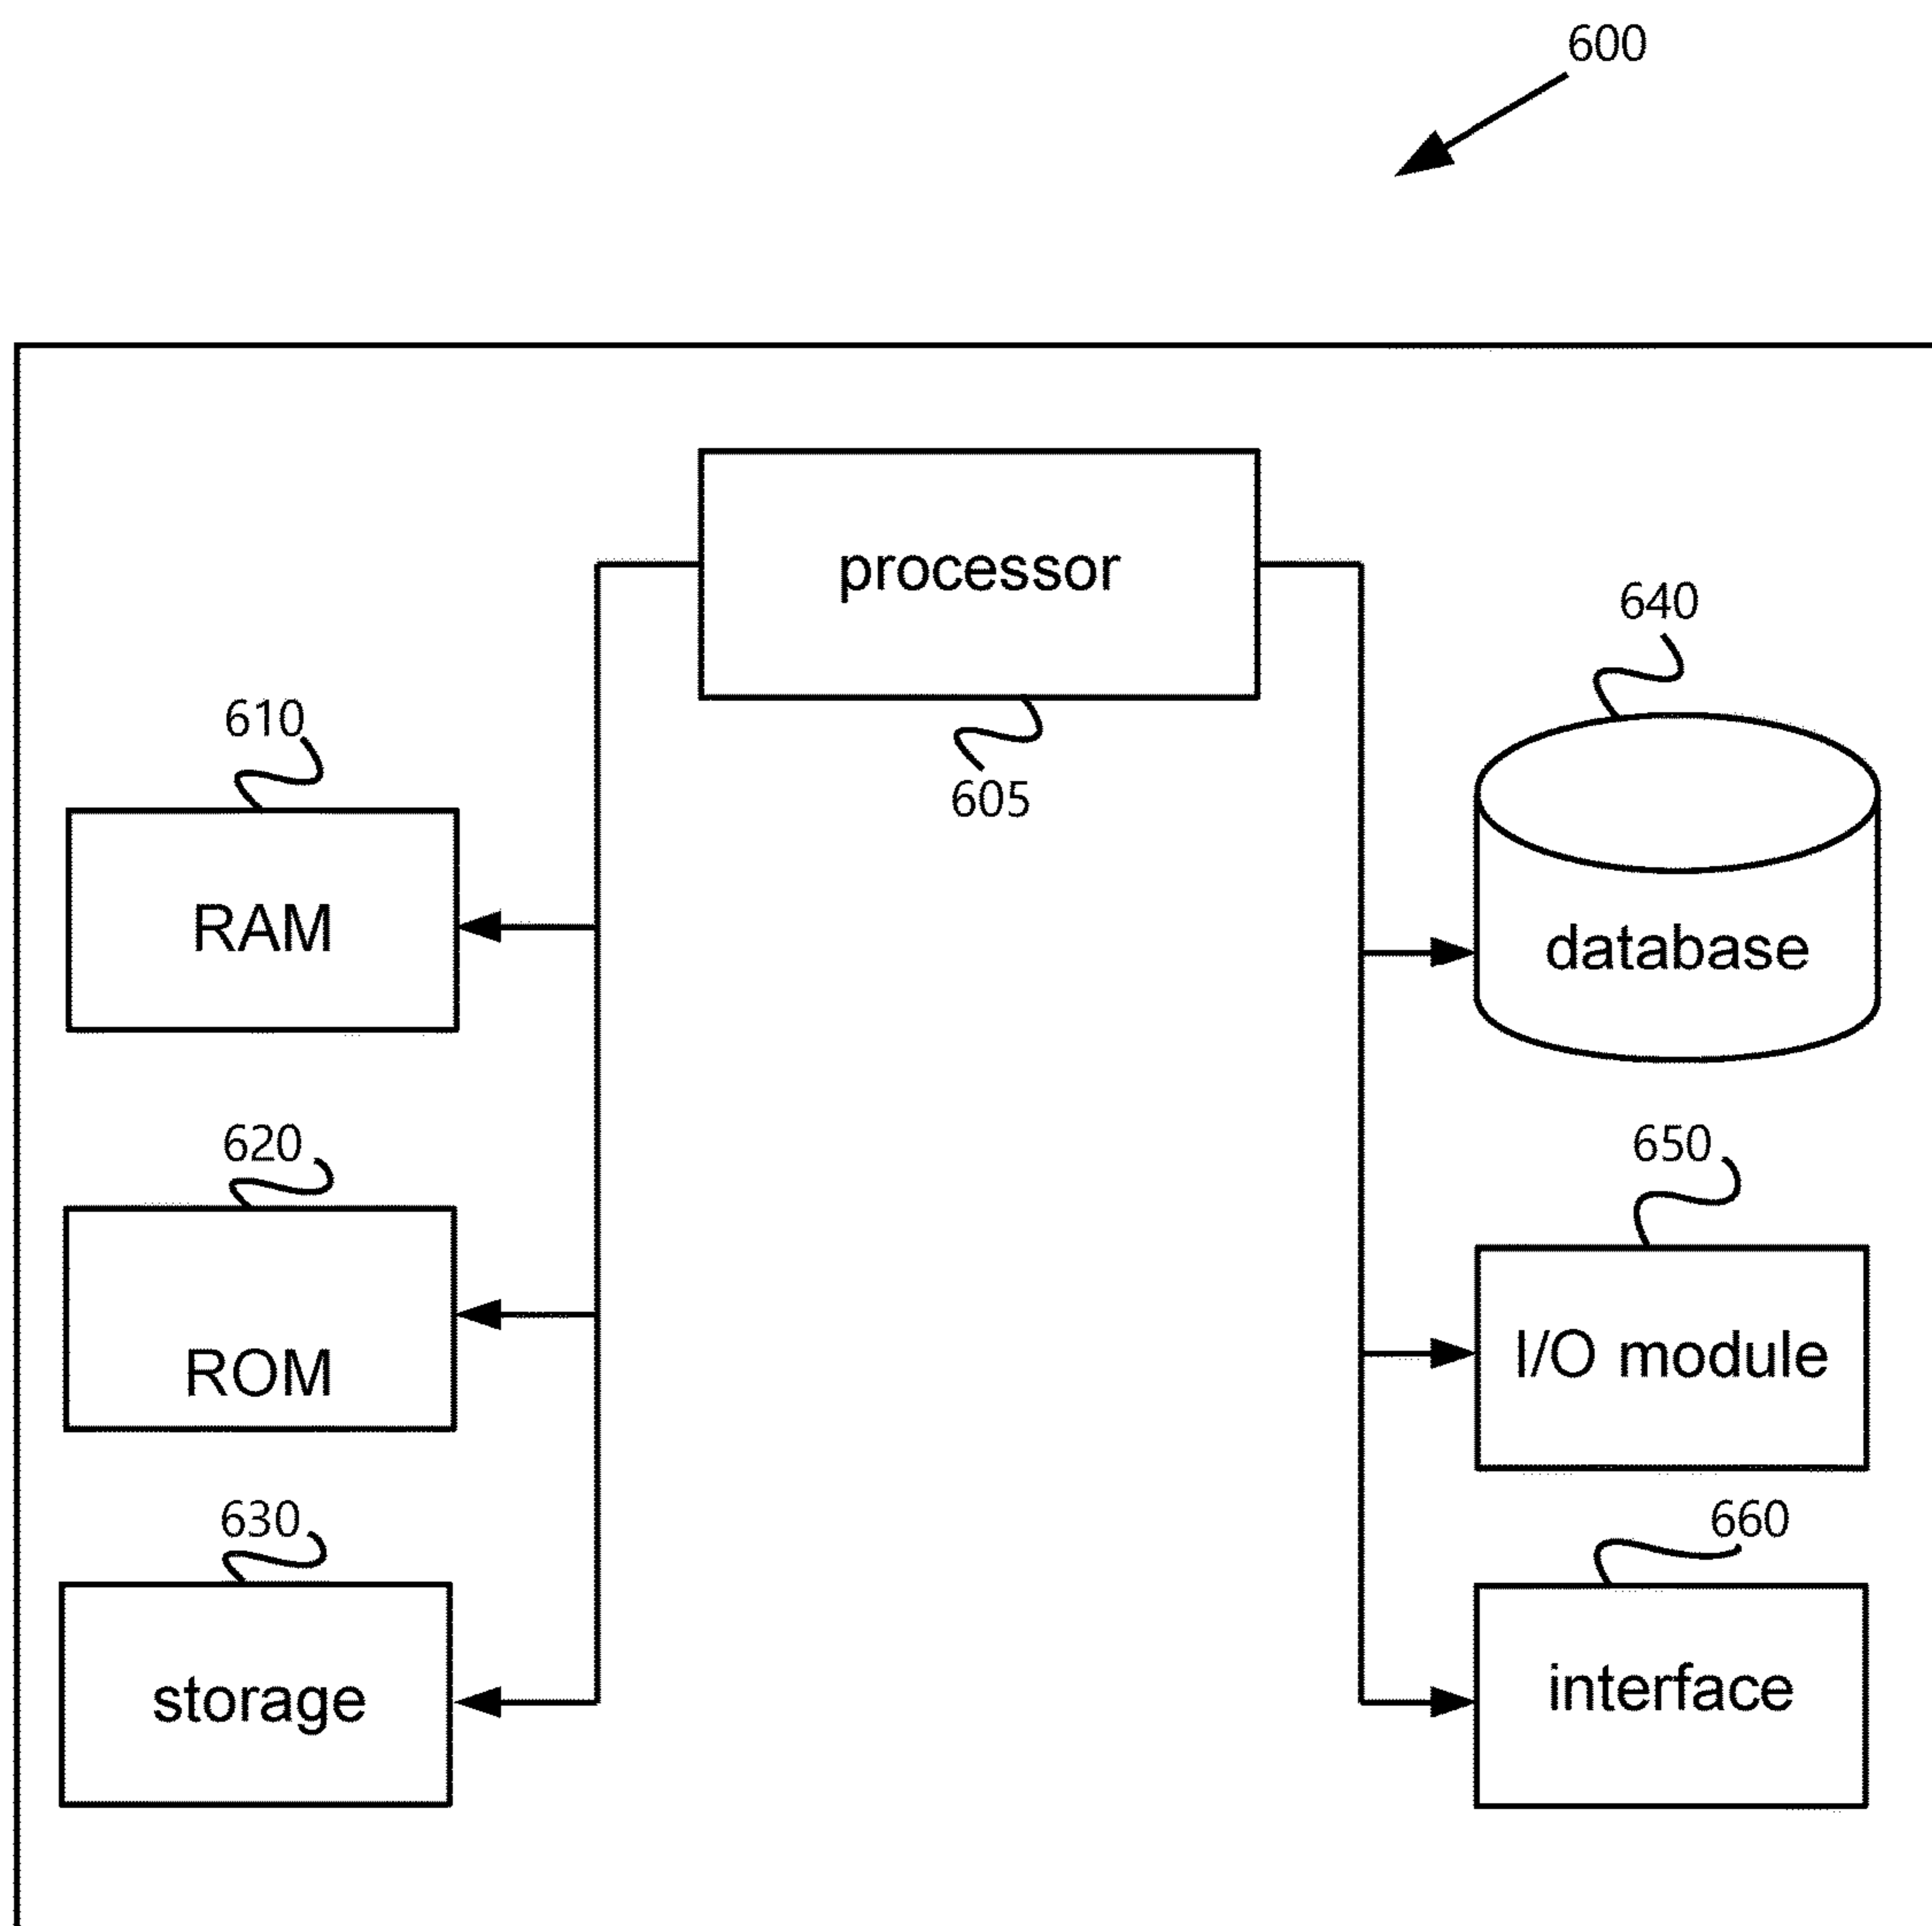 600
processor
605
640
610
RAM
database
620
ROM
650
I/O module
630
storage
660
interface